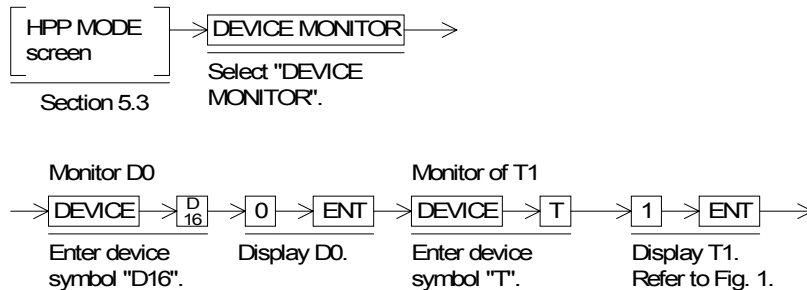 HPP MODE
screen
DEVICE MONITOR
Section 5.3
Select "DEVICE
MONITOR".
Monitor D0
Monitor of T1
DEVICE
D
16
0
ENT
DEVICE
T
1
ENT
Enter device
symbol "D16".
Display D0.
Enter device
symbol "T".
Display T1.
Refer to Fig. 1.